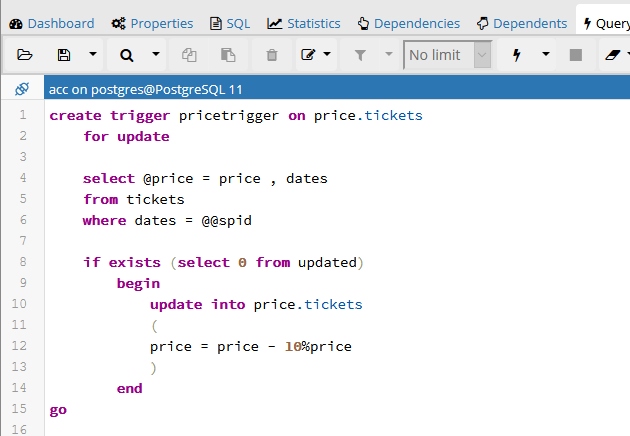 Dashboard Properties SQL Statistics Dependencies Dependents Query
No limit
acc on postgres@PostgreSQL 11
1 create trigger pricetrigger on price.tickets
2 for update
3
4 select @price = price , dates
5 from tickets
6 where dates = @@spid
7
8 if exists (select 0 from updated)
9 begin
10 update into price.tickets
11 (
12 price = price - 10%price
13 )
14 end
15 go
16